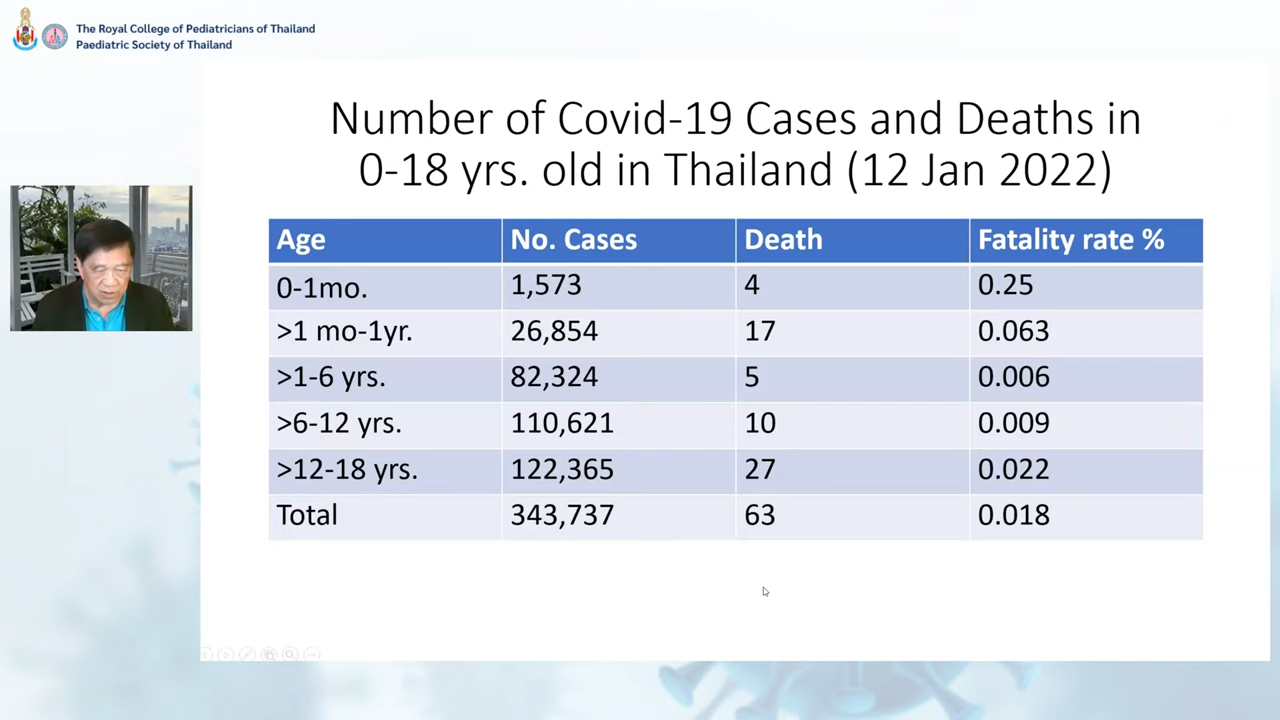 The Royal College of Pediatricians of Thailand
Paediatric Society of Thailand
Number of Covid-19 Cases and Deaths in
0-18 yrs. old in Thailand (12 Jan 2022)
Age No. Cases Death Fatality rate %
0-1mo. 1,573 4 0.25
>1 mo-1yr. 26,854 17 0.063
>1-6 yrs. 82,324 5 0.006
>6-12 yrs. 110,621 10 0.009
>12-18 yrs. 122,365 27 0.022
Total 343,737 63 0.018